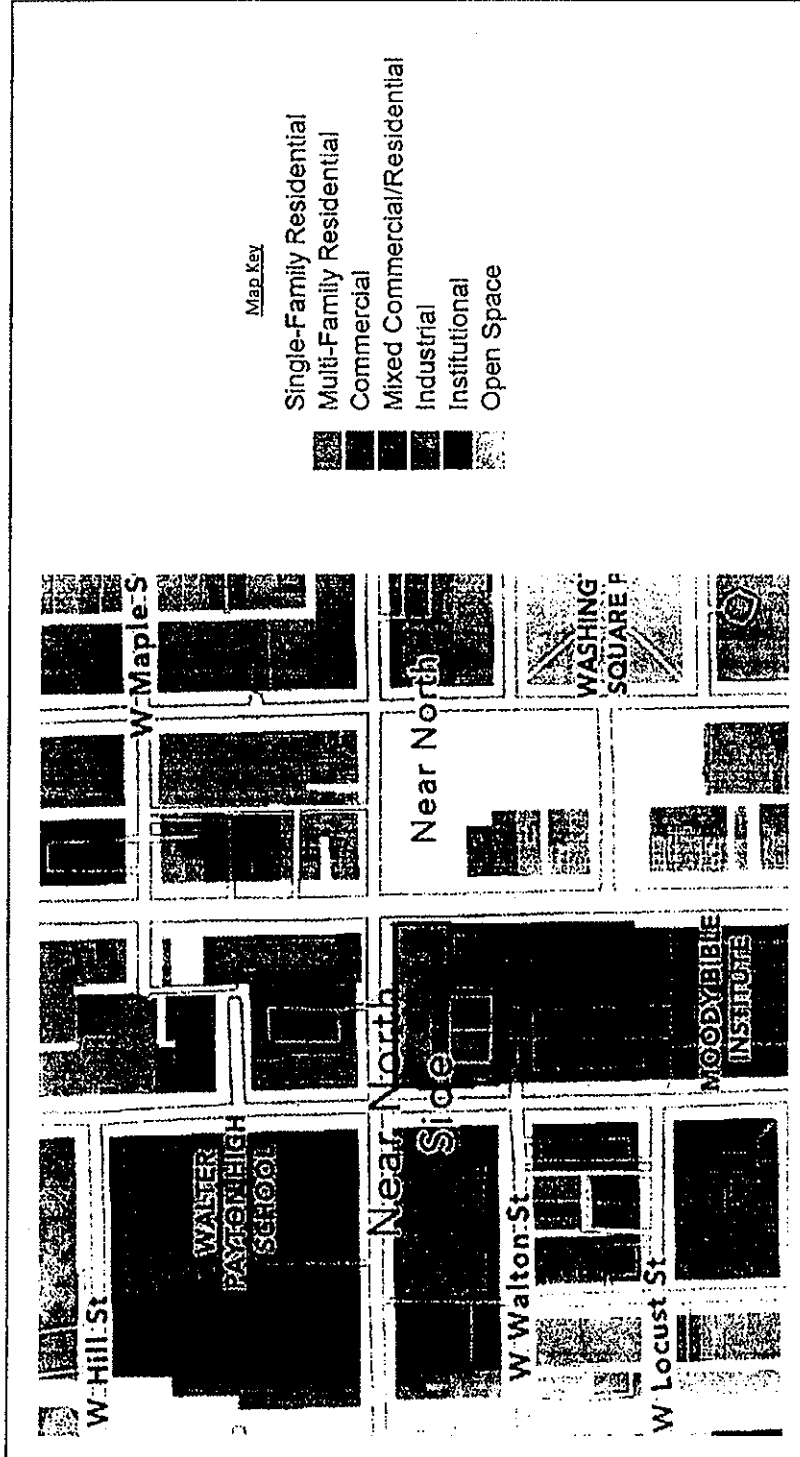 Map Key
Single-Family Residential
Multi-Family Residential
Commercial
Mixed Commercial/Residential
Industrial
Institutional
Open Space
W Hill St
W Maple S
WALTER
PAYTON HIGH
SCHOOL
Near North
Side
Near North
W Walton St
WASHING
SQUARE P
W Locust St
MOODY BIBLE
INSTITUTE